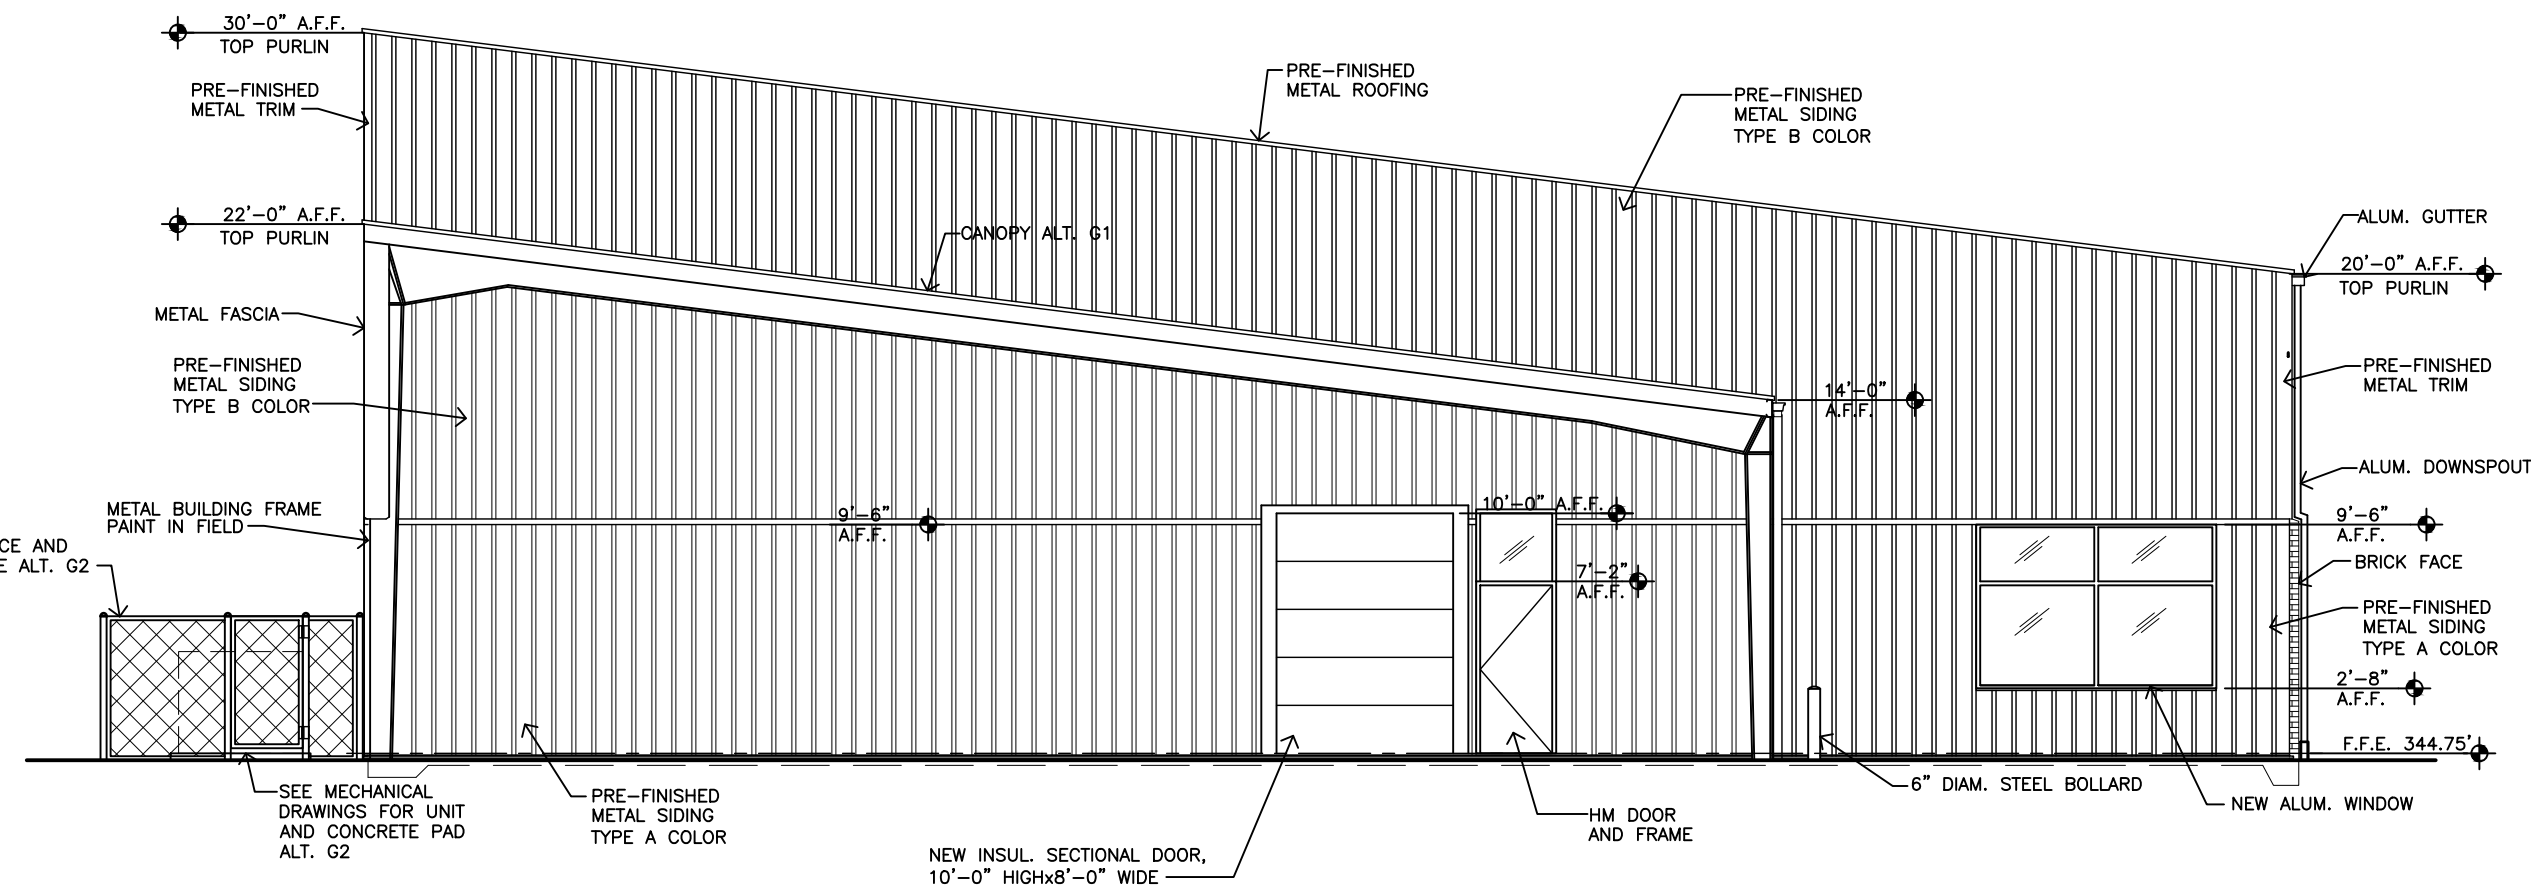 30'-0" A.F.F.
TOP PURLIN
PRE-FINISHED
METAL TRIM
22'-0" A.F.F.
TOP PURLIN
METAL FASCIA
PRE-FINISHED
METAL SIDING
TYPE B COLOR
METAL BUILDING FRAME
PAINT IN FIELD
AND
ALT. G2
SEE MECHANICAL
DRAWINGS FOR UNIT
AND CONCRETE PAD
ALT. G2
PRE-FINISHED
METAL SIDING
TYPE A COLOR
CANOPY ALT. G1
PRE-FINISHED
METAL ROOFING
PRE-FINISHED
METAL SIDING
TYPE B COLOR
9'-6"
A.F.F.
10'-0" A.F.F.
7'-2"
A.F.F.
14'-0"
A.F.F.
NEW INSUL. SECTIONAL DOOR,
10'-0" HIGHx8'-0" WIDE
HM DOOR
AND FRAME
6" DIAM. STEEL BOLLARD
NEW ALUM. WINDOW
ALUM. GUTTER
20'-0" A.F.F.
TOP PURLIN
PRE-FINISHED
METAL TRIM
ALUM. DOWNSPOUT
9'-6"
A.F.F.
BRICK FACE
PRE-FINISHED
METAL SIDING
TYPE A COLOR
2'-8"
A.F.F.
F.F.E. 344.75'